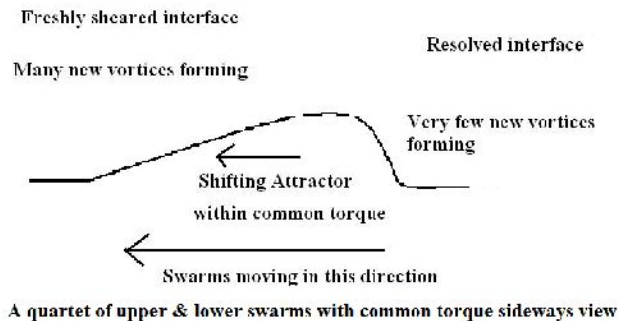 Freshly sheared interface
Resolved interface
Many new vortices forming
Very few new vortices
forming
Shifting Attractor
within common torque
Swarms moving in this direction
A quartet of upper & lower swarms with common torque sideways view